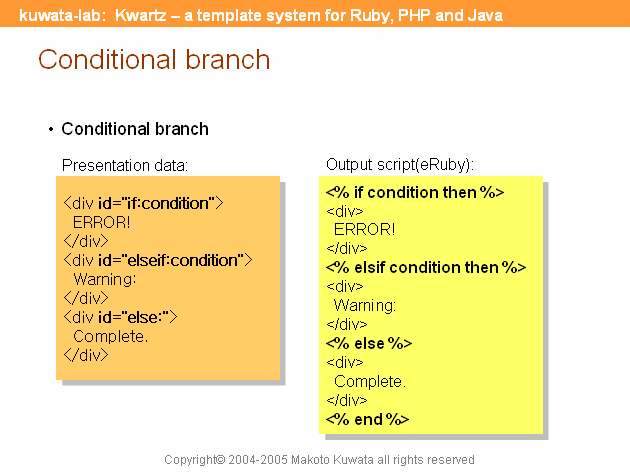 kuwata-lab: Kwartz – a template system for Ruby, PHP and Java
Conditional branch
• Conditional branch
Presentation data:
<div id="if:condition">
ERROR!
</div>
<div id="elseif:condition">
Warning:
</div>
<div id="else:">
Complete.
</div>
Output script(eRuby):
<% if condition then %>
<div>
ERROR!
</div>
<% elsif condition then %>
<div>
Warning:
</div>
<% else %>
<div>
Complete.
</div>
<% end %>
Copyright© 2004-2005 Makoto Kuwata all rights reserved